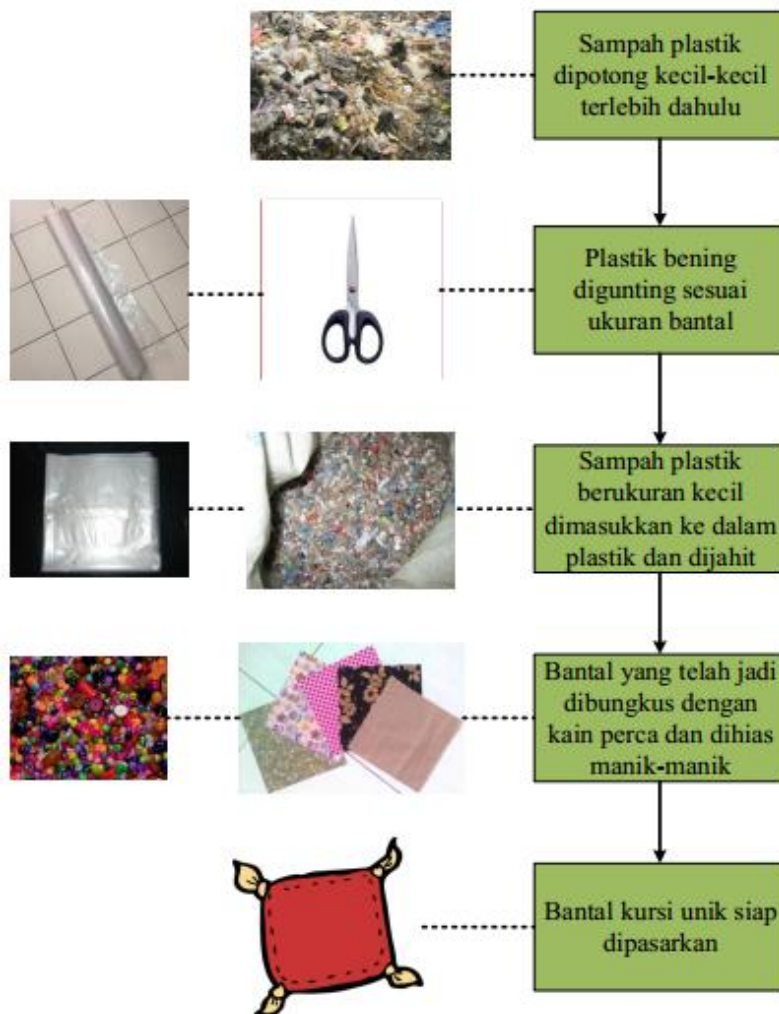 Sampah plastik
dipotong kecil-kecil
terlebih dahulu
Plastik bening
digunting sesuai
ukuran bantal
Sampah plastik
berukuran kecil
dimasukkan ke dalam
plastik dan dijahit
Bantal yang telah jadi
dibungkus dengan
kain perca dan dihias
manik-manik
Bantal kursi unik siap
dipasarkan